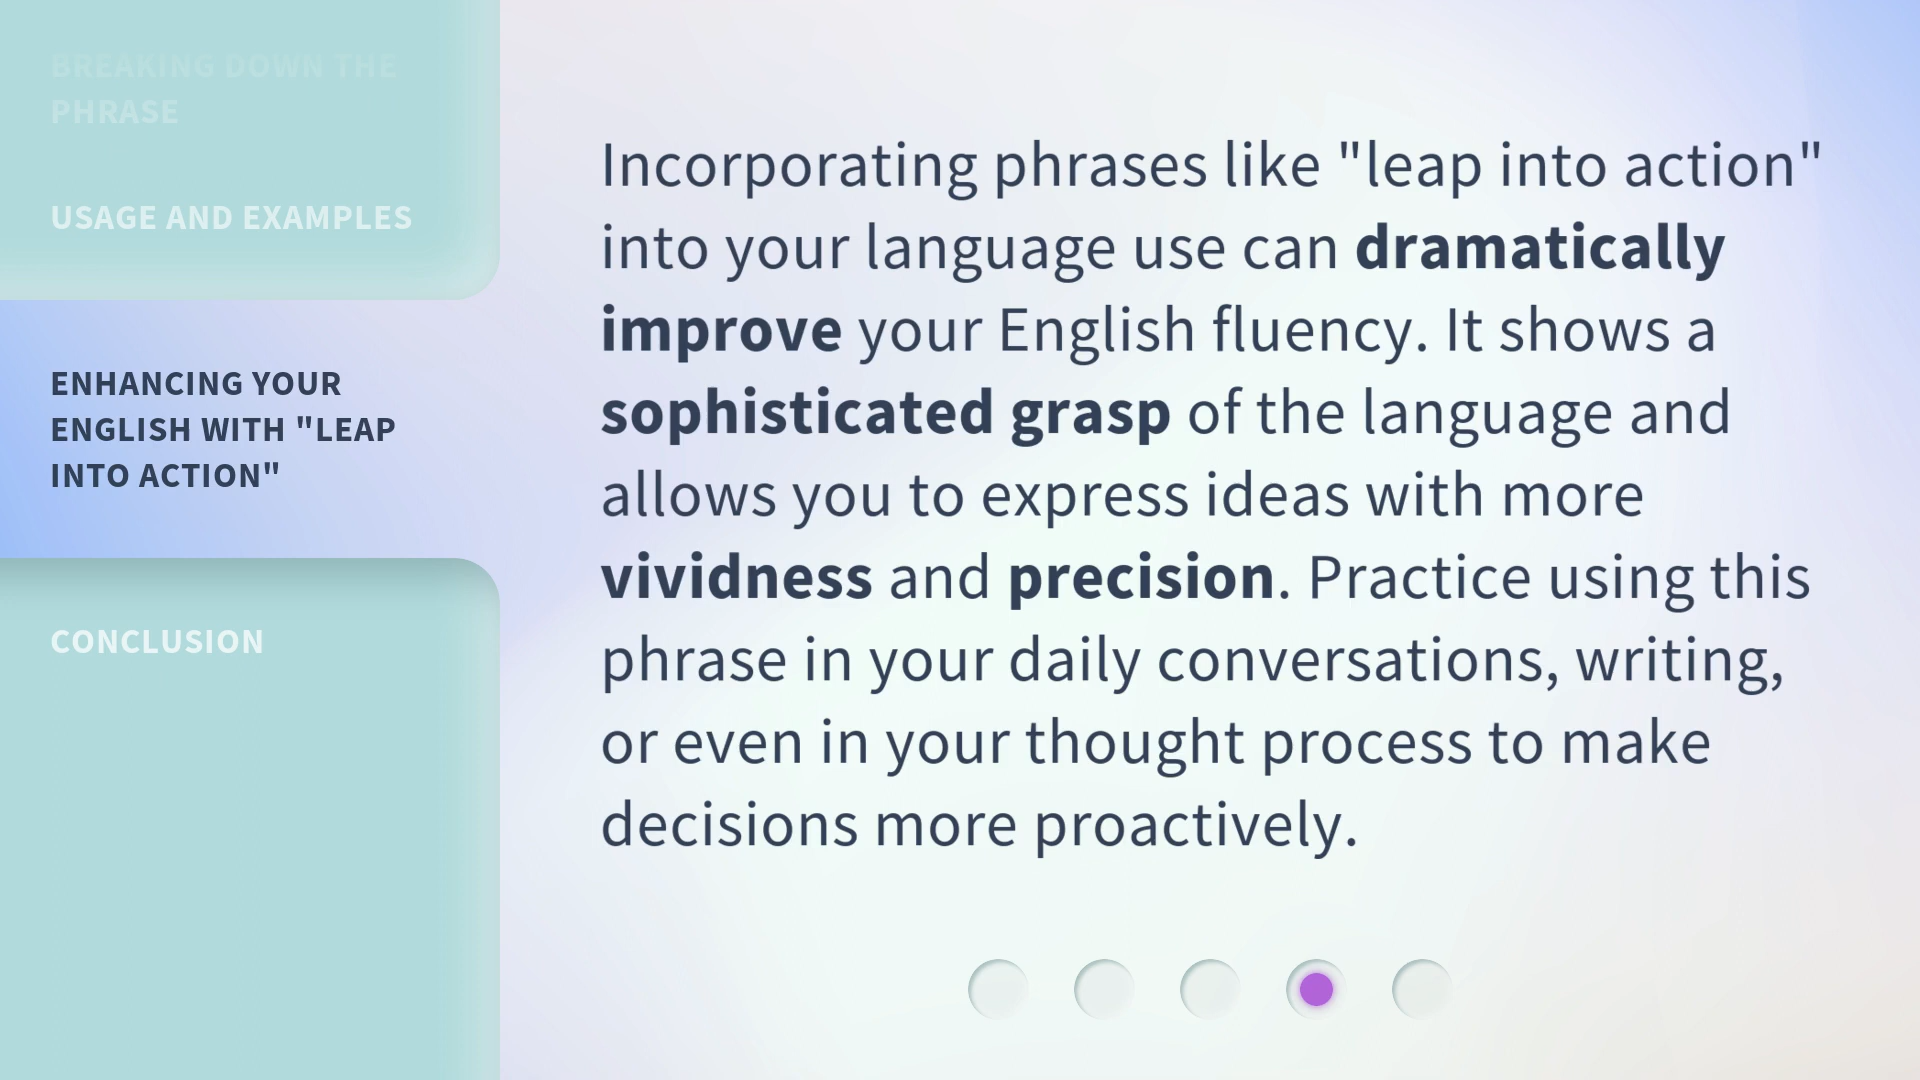 BREAKING DOWN THE
PHRASE
USAGE AND EXAMPLES
ENHANCING YOUR
ENGLISH WITH "LEAP
INTO ACTION"
CONCLUSION
Incorporating phrases like "leap into action"
into your language use can dramatically
improve your English fluency. It shows a
sophisticated grasp of the language and
allows you to express ideas with more
vividness and precision. Practice using this
phrase in your daily conversations, writing,
or even in your thought process to make
decisions more proactively.